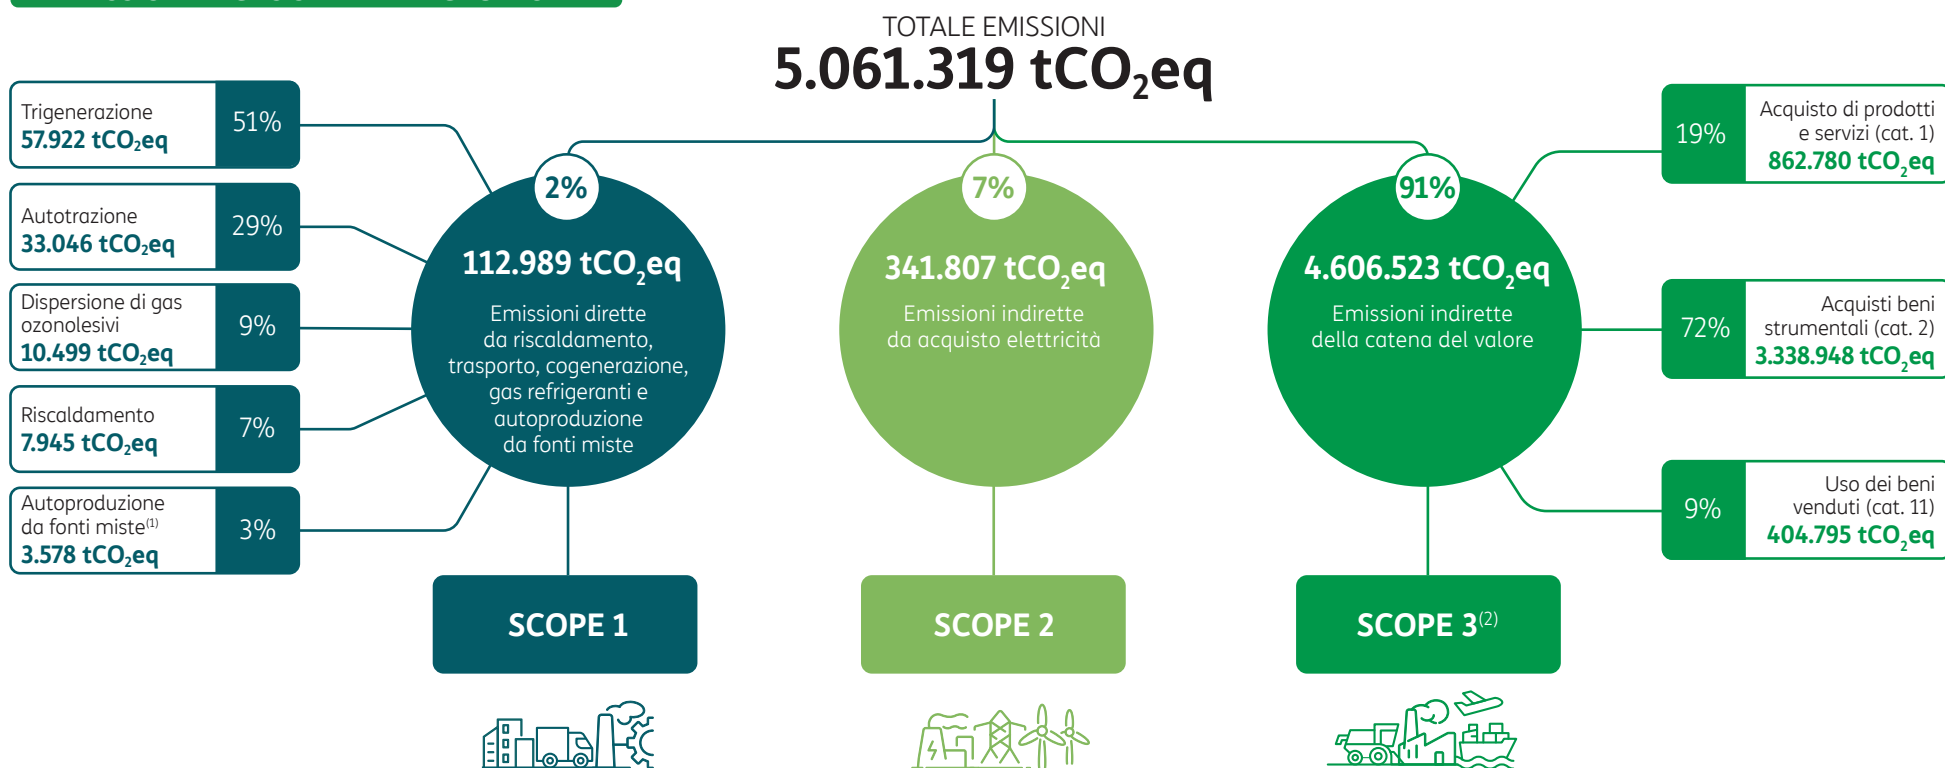 TOTALE EMISSIONI
5.061.319 tCO₂eq
Trigenerazione
57.922 tCO₂eq
51%
Autotrazione
33.046 tCO₂eq
29%
Dispersione di gas
ozonolesivi
10.499 tCO₂eq
9%
Riscaldamento
7.945 tCO₂eq
7%
Autoproduzione
da fonti miste(1)
3.578 tCO₂eq
3%
2%
112.989 tCO₂eq
Emissioni dirette
da riscaldamento,
trasporto, cogenerazione,
gas refrigeranti e
autoproduzione
da fonti miste
SCOPE 1
7%
341.807 tCO₂eq
Emissioni indirette
da acquisto elettricità
SCOPE 2
91%
4.606.523 tCO₂eq
Emissioni indirette
della catena del valore
SCOPE 3(2)
19%
Acquisto di prodotti
e servizi (cat. 1)
862.780 tCO₂eq
72%
Acquisti beni
strumentali (cat. 2)
3.338.948 tCO₂eq
9%
Uso dei beni
venduti (cat. 11)
404.795 tCO₂eq